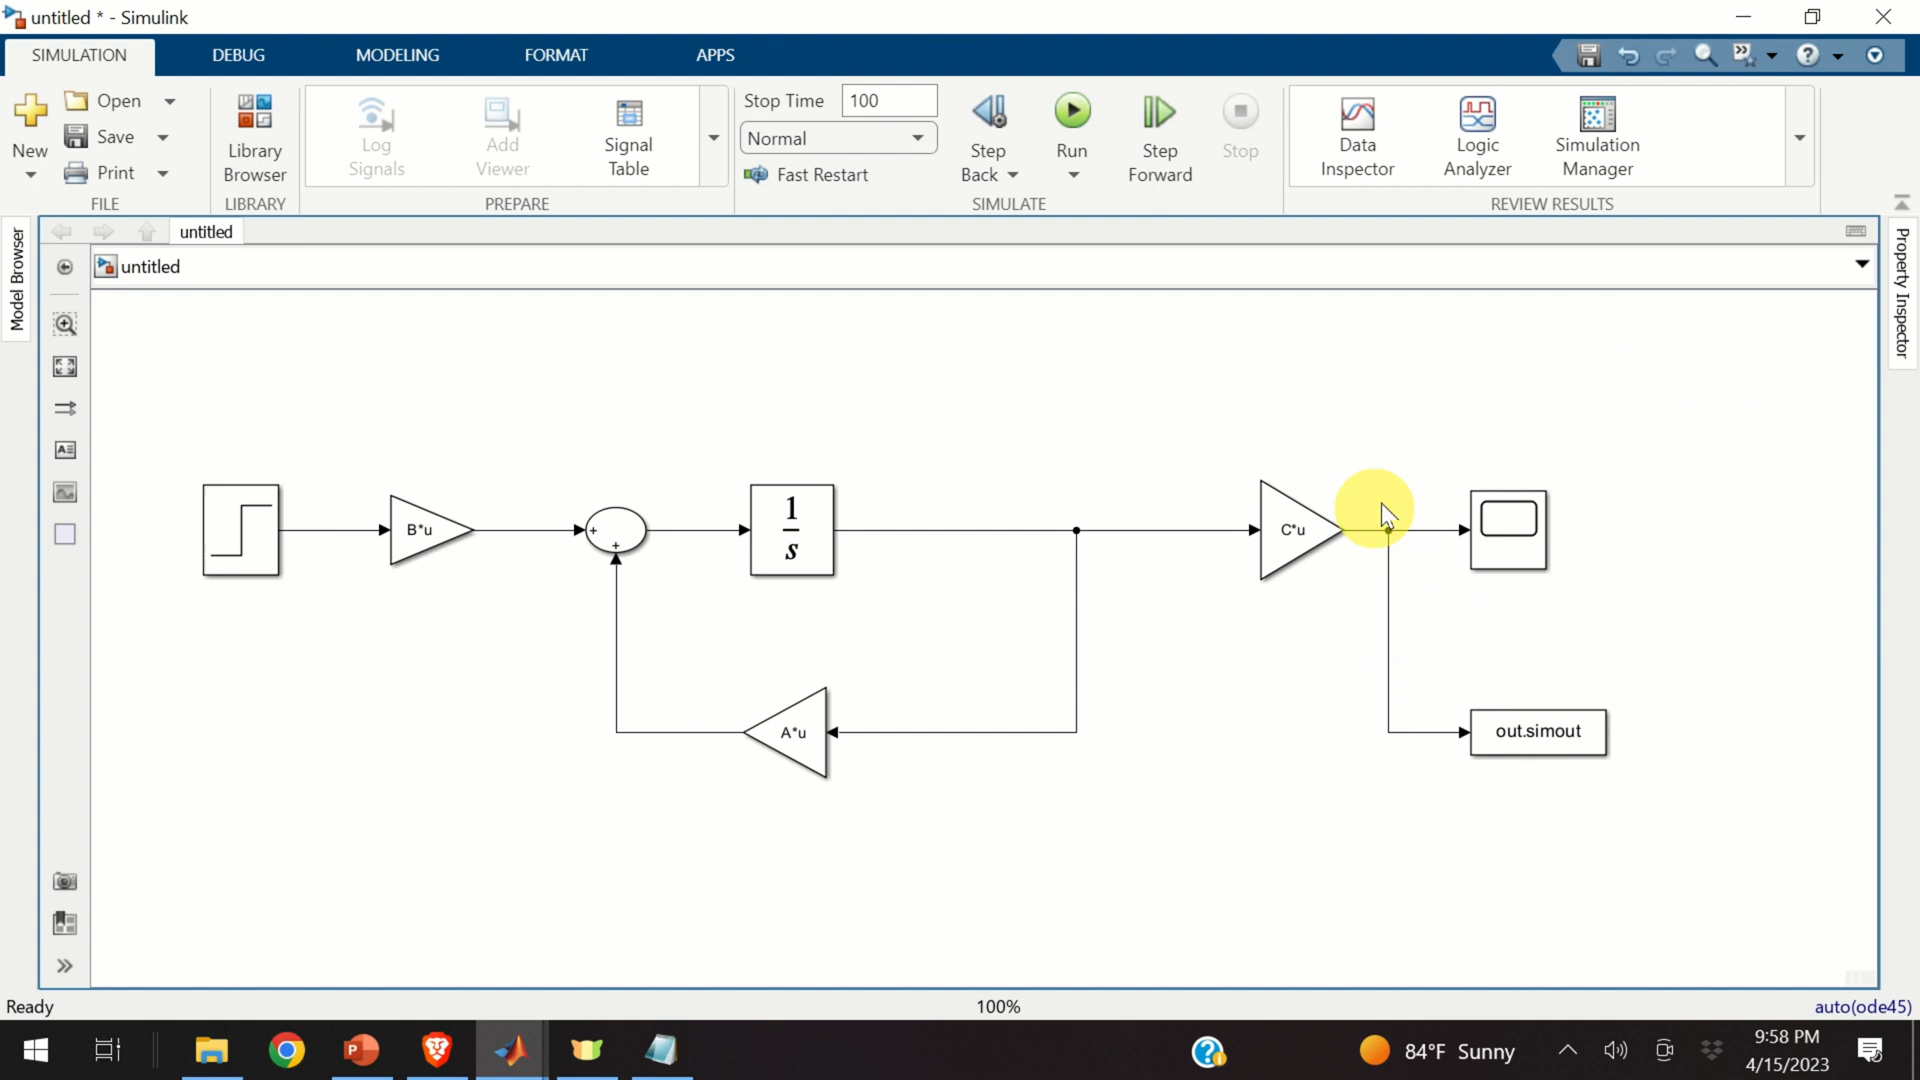 untitled * - Simulink
SIMULATION
DEBUG
MODELING
FORMAT
APPS
New
Open
Save
Print
FILE
Library
Browser
LIBRARY
Log
Signals
Add
Viewer
Signal
Table
PREPARE
Stop Time 100
Normal
Fast Restart
Step
Back
Run
Step
Forward
Stop
SIMULATE
Data
Inspector
Logic
Analyzer
Simulation
Manager
REVIEW RESULTS
Model Browser
untitled
untitled
Property Inspector
B*u
+
+
1
s
C*u
A*u
out.simout
Ready
100%
auto(ode45)
84°F Sunny
9:58 PM
4/15/2023